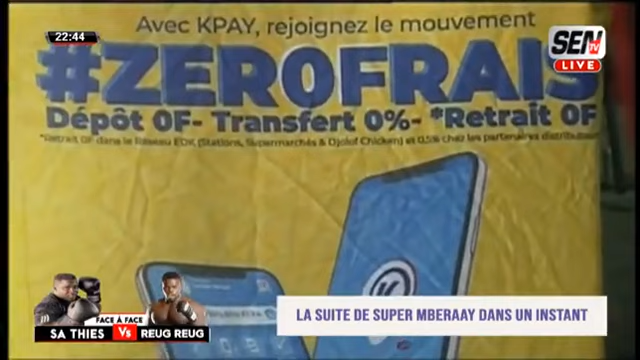 22:44
Avec KPAY, rejoignez le mouvement
SEN TV
LIVE
#ZEROFRAIS
Dépôt 0F- Transfert 0%- *Retrait 0F
*Retrait 0F dans le Réseau EDK, (Stations, Supermarchés & Djolof Chicken) et 0,5% chez les partenaires distributeurs
FACE À FACE
SA THIES Vs REUG REUG
LA SUITE DE SUPER MBERAAY DANS UN INSTANT